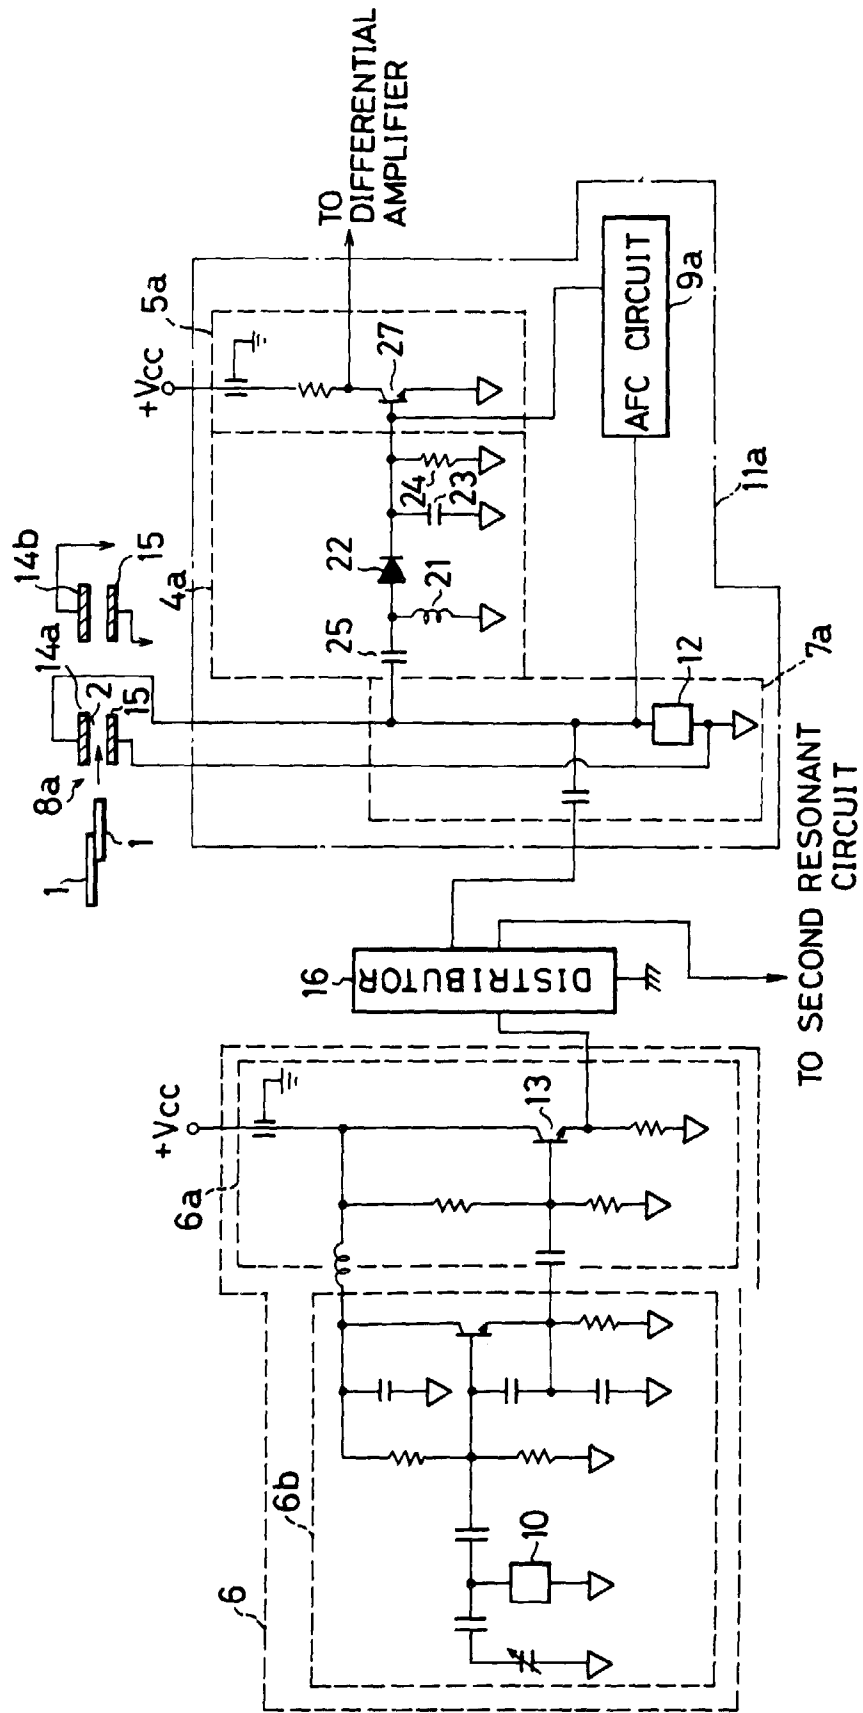 TO
DIFFERENTIAL
AMPLIFIER
+Vcc
5a
27
AFC CIRCUIT
9a
11a
14b
15
4a
22
24
23
21
25
14a
2
15
8a
1
1
12
7a
16
DISTRIBUTOR
TO SECOND RESONANT
CIRCUIT
+Vcc
6a
13
6b
6
10